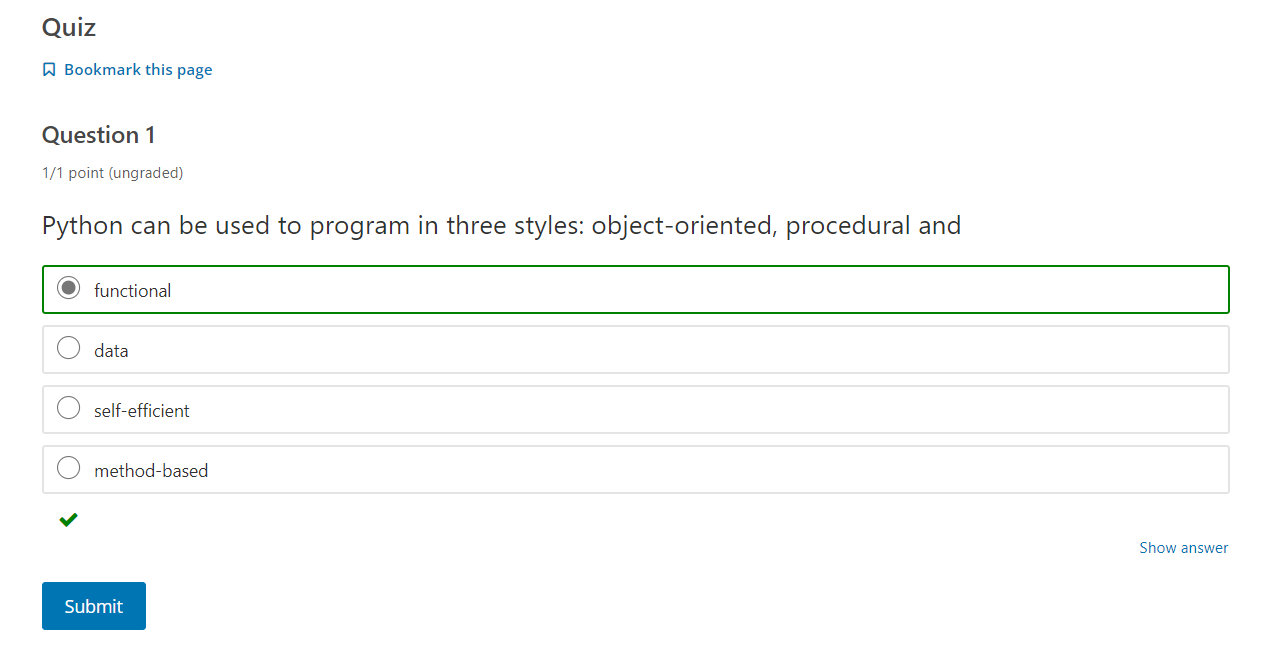 Quiz
Bookmark this page
Question 1
1/1 point (ungraded)
Python can be used to program in three styles: object-oriented, procedural and
functional
data
self-efficient
method-based
Show answer
Submit